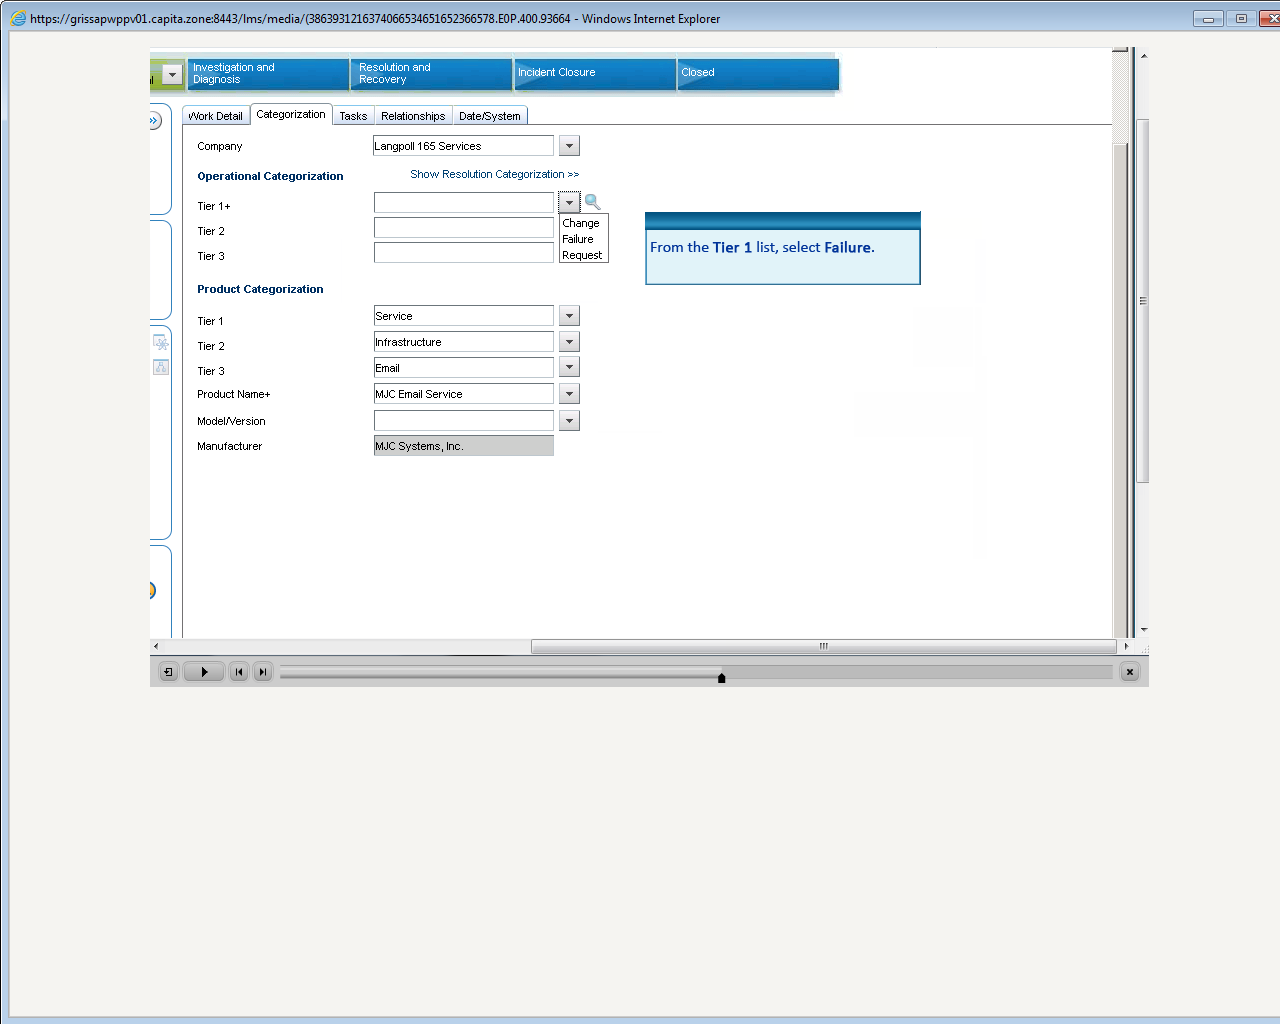 https://grissapwppv01.capita.zone:8443/lms/media/(3863931216374066534651652366578.E0P.400.93664 - Windows Internet Explorer
Investigation and
Diagnosis
Resolution and
Recovery
Incident Closure
Closed
Work Detail
Categorization
Tasks
Relationships
Date/System
Company
Langpoll 165 Services
Operational Categorization
Show Resolution Categorization >>
Tier 1+
Change
Tier 2
Failure
Tier 3
Request
From the Tier 1 list, select Failure.
Product Categorization
Tier 1
Service
Tier 2
Infrastructure
Tier 3
Email
Product Name+
MJC Email Service
Model/Version
Manufacturer
MJC Systems, Inc.